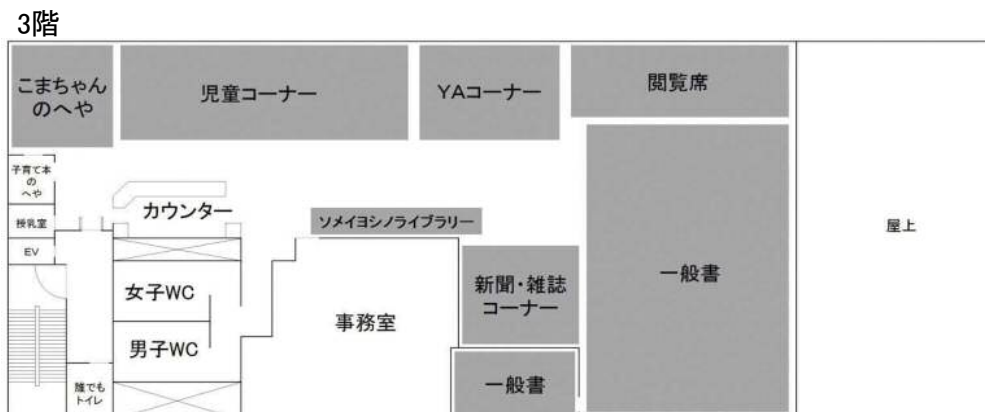 3階
こまちゃん
のへや
児童コーナー
YAコーナー
閲覧席
子育て本
の
へや
授乳室
EV
カウンター
ソメイヨシノライブラリー
屋上
一般書
新聞・雑誌
コーナー
女子WC
事務室
男子WC
一般書
誰でも
トイレ